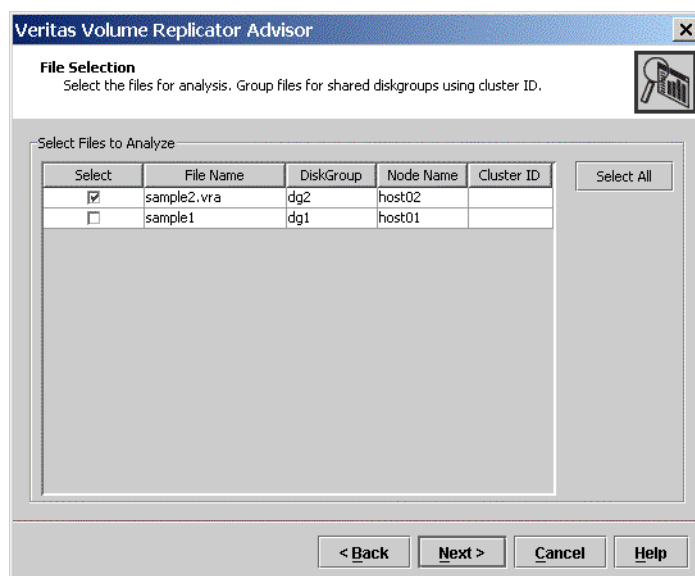 Veritas Volume Replicator Advisor
File Selection
Select the files for analysis. Group files for shared diskgroups using cluster ID.
Select Files to Analyze
Select File Name DiskGroup Node Name Cluster ID Select All
sample2.vra dg2 host02
sample1 dg1 host01
< Back Next > Cancel Help